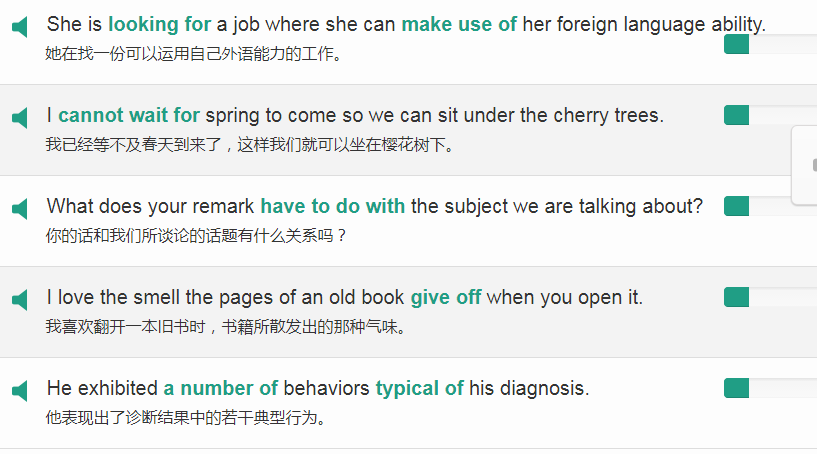 She is looking for a job where she can make use of her foreign language ability.
她在找一份可以运用自己外语能力的工作。
I cannot wait for spring to come so we can sit under the cherry trees.
我已经等不及春天到来了，这样我们就可以坐在樱花树下。
What does your remark have to do with the subject we are talking about?
你的话和我们所谈论的话题有什么关系吗？
I love the smell the pages of an old book give off when you open it.
我喜欢翻开一本旧书时，书籍所散发出的那种气味。
He exhibited a number of behaviors typical of his diagnosis.
他表现出了诊断结果中的若干典型行为。